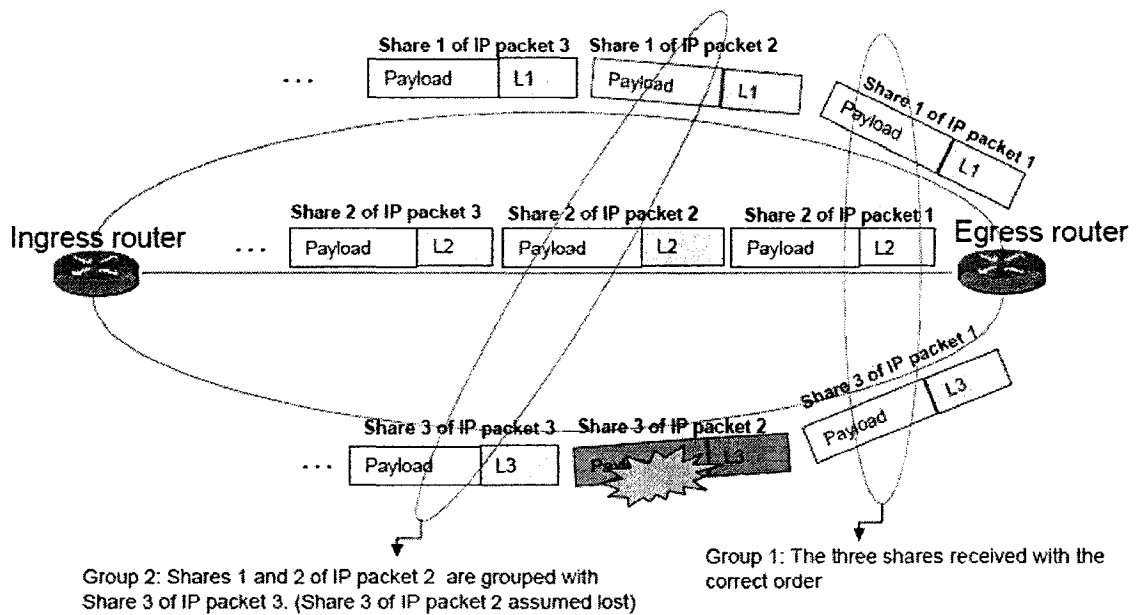 Share 1 of IP packet 3 Share 1 of IP packet 2
... Payload L1 Payload L1
Share 1 of IP packet 1
Payload L1
Share 2 of IP packet 3 Share 2 of IP packet 2 Share 2 of IP packet 1
Ingress router ... Payload L2 Payload L2 Payload L2 Egress router
Share 3 of IP packet 1
Payload L3
Share 3 of IP packet 3 Share 3 of IP packet 2
... Payload L3 L3
Group 2: Shares 1 and 2 of IP packet 2 are grouped with
Share 3 of IP packet 3. (Share 3 of IP packet 2 assumed lost)
Group 1: The three shares received with the
correct order